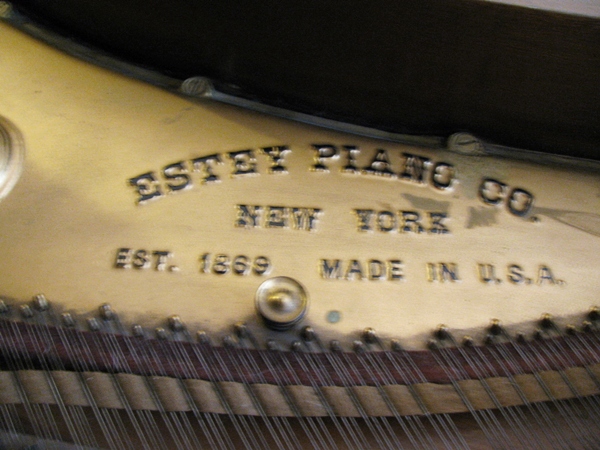 ESTEY PIANO CO.
NEW YORK
EST. 1869 MADE IN U.S.A.